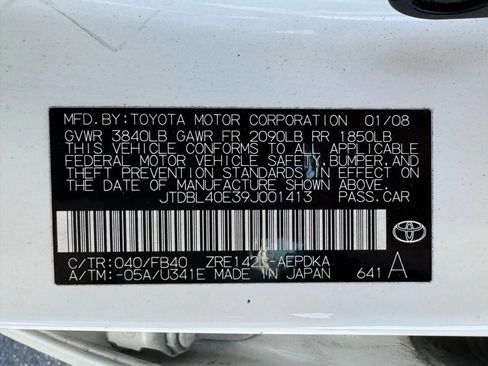 MFD.BY:TOYOTA MOTOR CORPORATION 01/08
GVWR 3840LB GAWR FR 2090LB RR 1850LB
THIS VEHICLE CONFORMS TO ALL APPLICABLE
FEDERAL MOTOR VEHICLE SAFETY,BUMPER,AND
THEFT PREVENTION STANDARDS IN EFFECT ON
THE DATE OF MANUFACTURE SHOWN ABOVE.
JTDBL40E39J001413 PASS.CAR
C/TR:040/FB40
A/TM:-05A/U341E MADE IN JAPAN 641 A